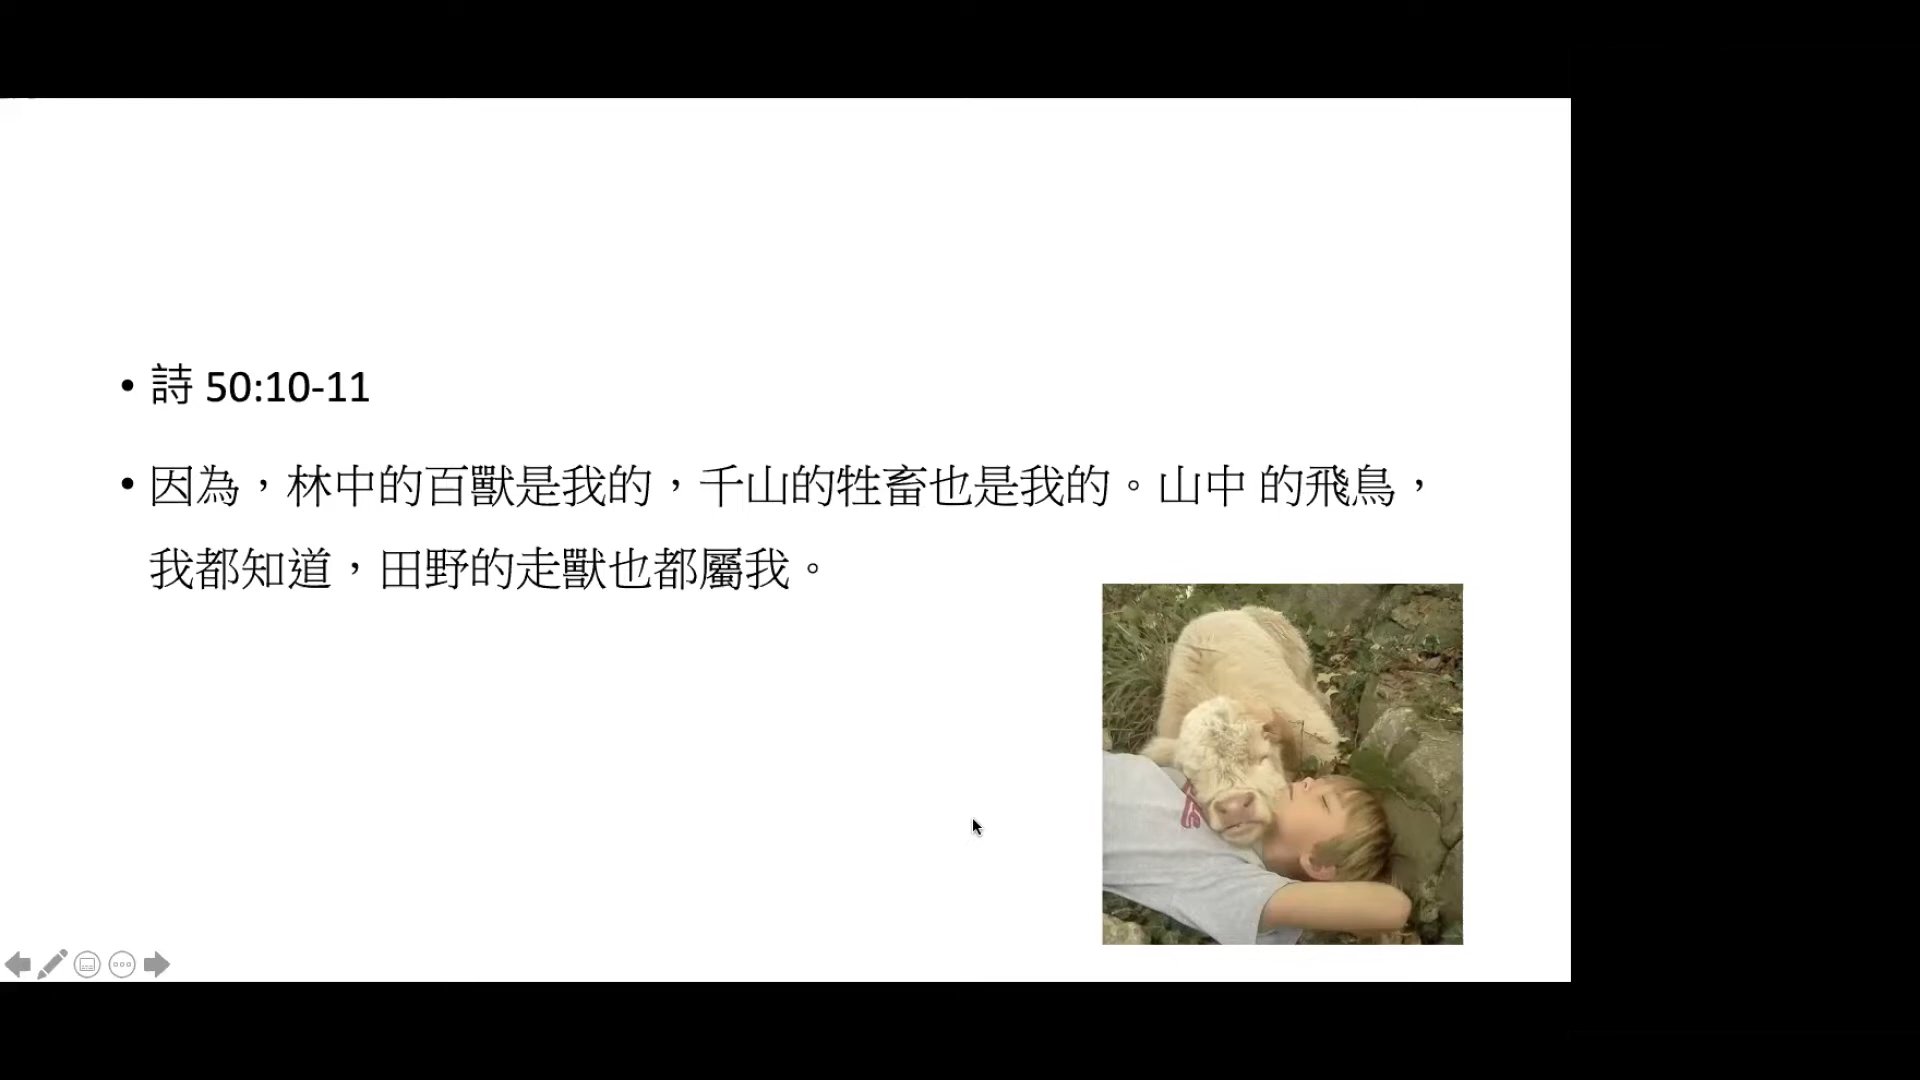 • 詩 50:10-11
• 因為，林中的百獸是我的，千山的牲畜也是我的。山中 的飛鳥，
我都知道，田野的走獸也都屬我。